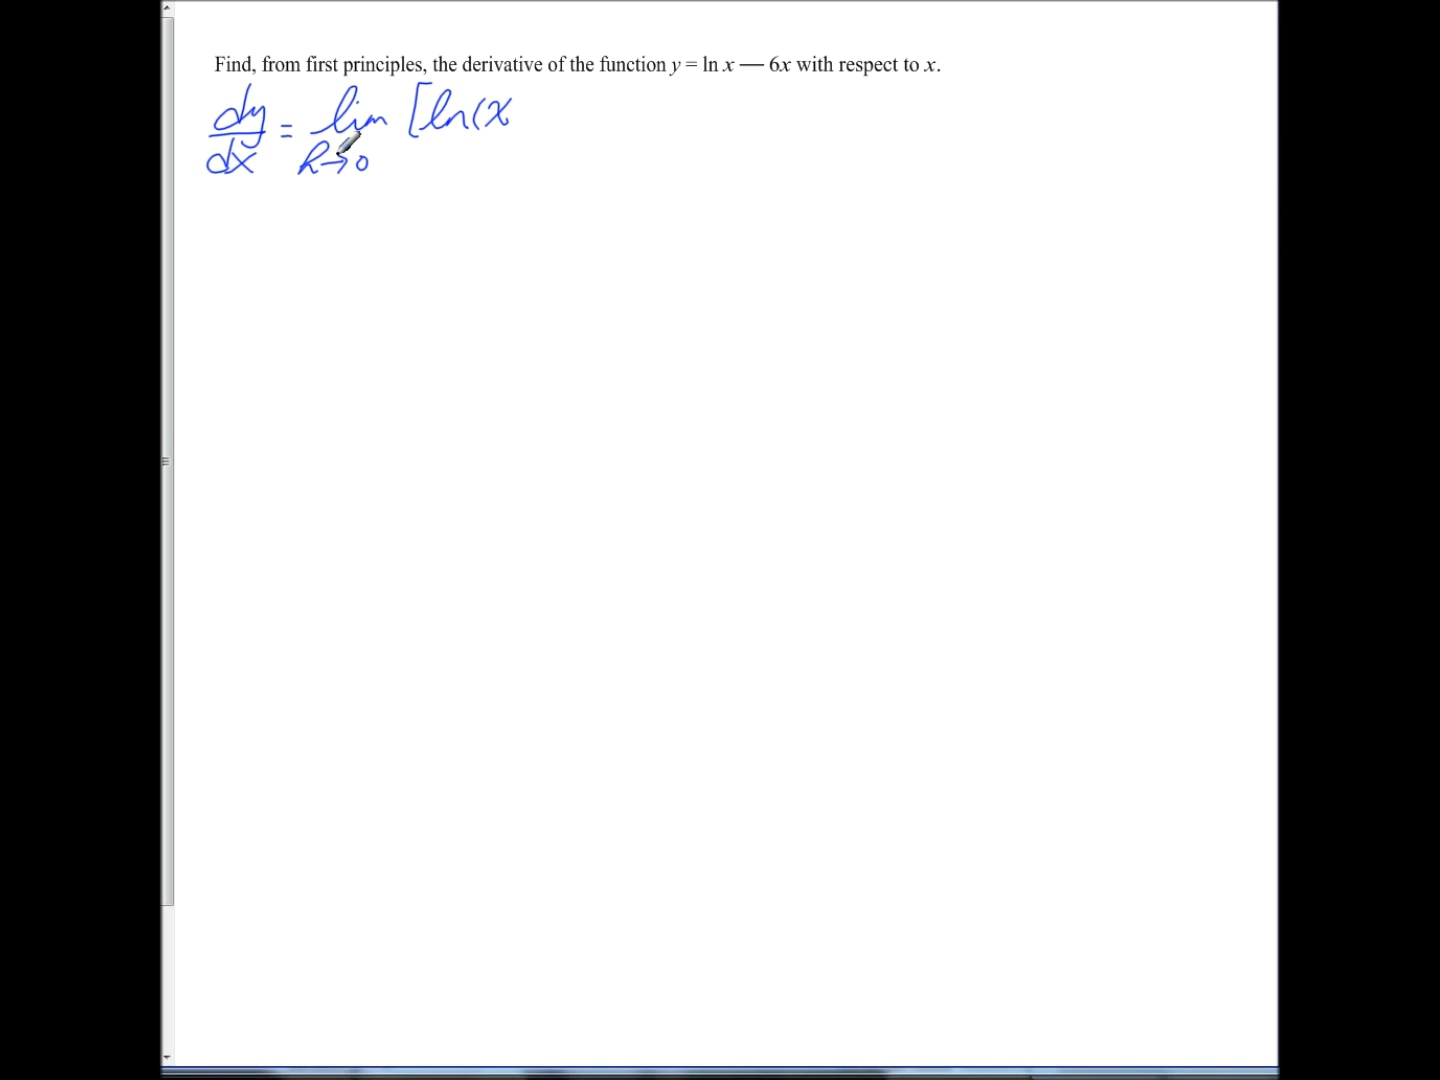 Find, from first principles, the derivative of the function y = ln x — 6x with respect to x.
dy = lim [ln(x
dx h→0